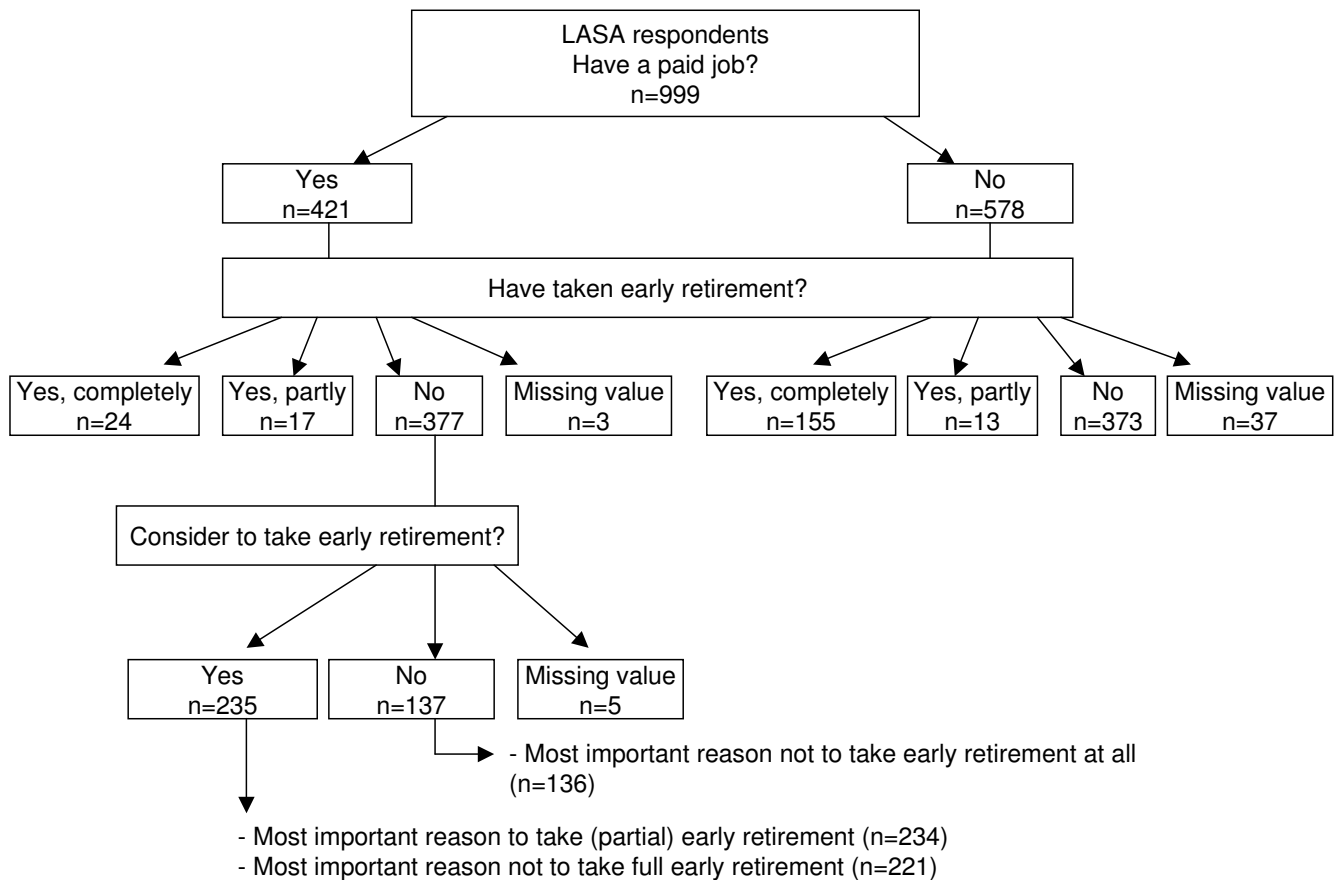 LASA respondents
Have a paid job?
n=999
Yes
n=421
No
n=578
Have taken early retirement?
Yes, completely
n=24
Yes, partly
n=17
No
n=377
Missing value
n=3
Yes, completely
n=155
Yes, partly
n=13
No
n=373
Missing value
n=37
Consider to take early retirement?
Yes
n=235
No
n=137
Missing value
n=5
- Most important reason not to take early retirement at all
(n=136)
- Most important reason to take (partial) early retirement (n=234)
- Most important reason not to take full early retirement (n=221)